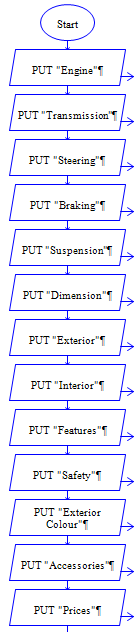 Start
PUT "Engine"¶
PUT "Transmission"¶
PUT "Steering"¶
PUT "Braking"¶
PUT "Suspension"¶
PUT "Dimension"¶
PUT "Exterior"¶
PUT "Interior"¶
PUT "Features"¶
PUT "Safety"¶
PUT "Exterior
Colour"¶
PUT "Accessories"¶
PUT "Prices"¶